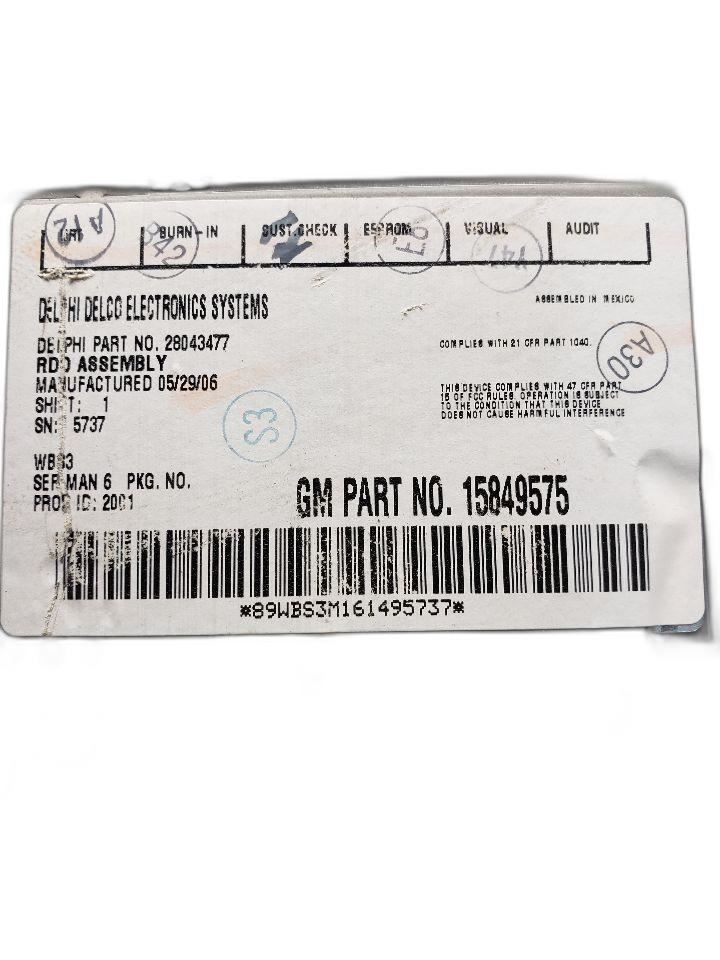 A12
BURN-IN
842
CUST.CHECK
EEPROM
VISUAL
AUDIT
DELPHI DELCO ELECTRONICS SYSTEMS
ASSEMBLED IN MEXICO
DELPHI PART NO. 28043477
COMPLIES WITH 21 CFR PART 1040.
RDO ASSEMBLY
A30
MANUFACTURED 05/29/06
THIS DEVICE COMPLIES WITH 47 CFR PART
SHIFT: 1
15 OF FCC RULES. OPERATION IS SUBJECT
TO THE CONDITION THAT THIS DEVICE
DOES NOT CAUSE HARMFUL INTERFERENCE
SN: 5737
S3
WBS3
SER MAN 6 PKG. NO.
PROD ID: 2001
GM PART NO. 15849575
*89WBS3M161495737*